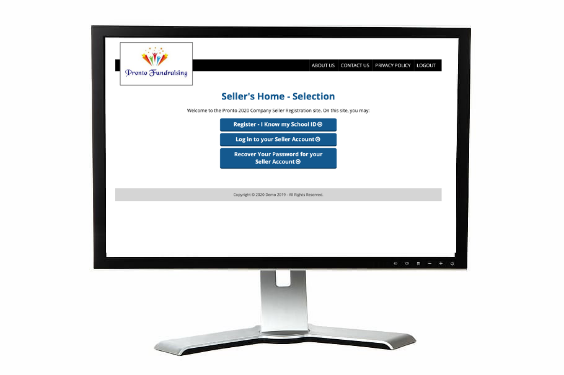 Pronto Fundraising
ABOUT US | CONTACT US | PRIVACY POLICY | LOGOUT
Seller's Home - Selection
Welcome to the Pronto 2020 Company Seller Registration site. On this site, you may:
Register - I Know my School ID
Log in to your Seller Account
Recover Your Password for your
Seller Account
Copyright © 2020 Demo 2019 - All Rights Reserved.